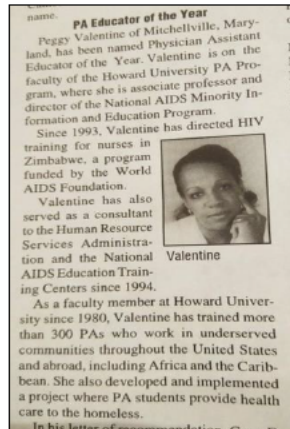 name.
PA Educator of the Year
Peggy Valentine of Mitchellville, Mary-
land, has been named Physician Assistant
Educator of the Year. Valentine is on the
faculty of the Howard University PA Pro-
gram, where she is associate professor and
director of the National AIDS Minority In-
formation and Education Program.
Since 1993, Valentine has directed HIV
training for nurses in
Zimbabwe, a program
funded by the World
AIDS Foundation.
Valentine has also
served as a consultant
to the Human Resource
Services Administra-
tion and the National
AIDS Education Train-
ing Centers since 1994.
Valentine
As a faculty member at Howard Univer-
sity since 1980, Valentine has trained more
than 300 PAs who work in underserved
communities throughout the United States
and abroad, including Africa and the Carib-
bean. She also developed and implemented
a project where PA students provide health
care to the homeless.
In his letter of recommendation,